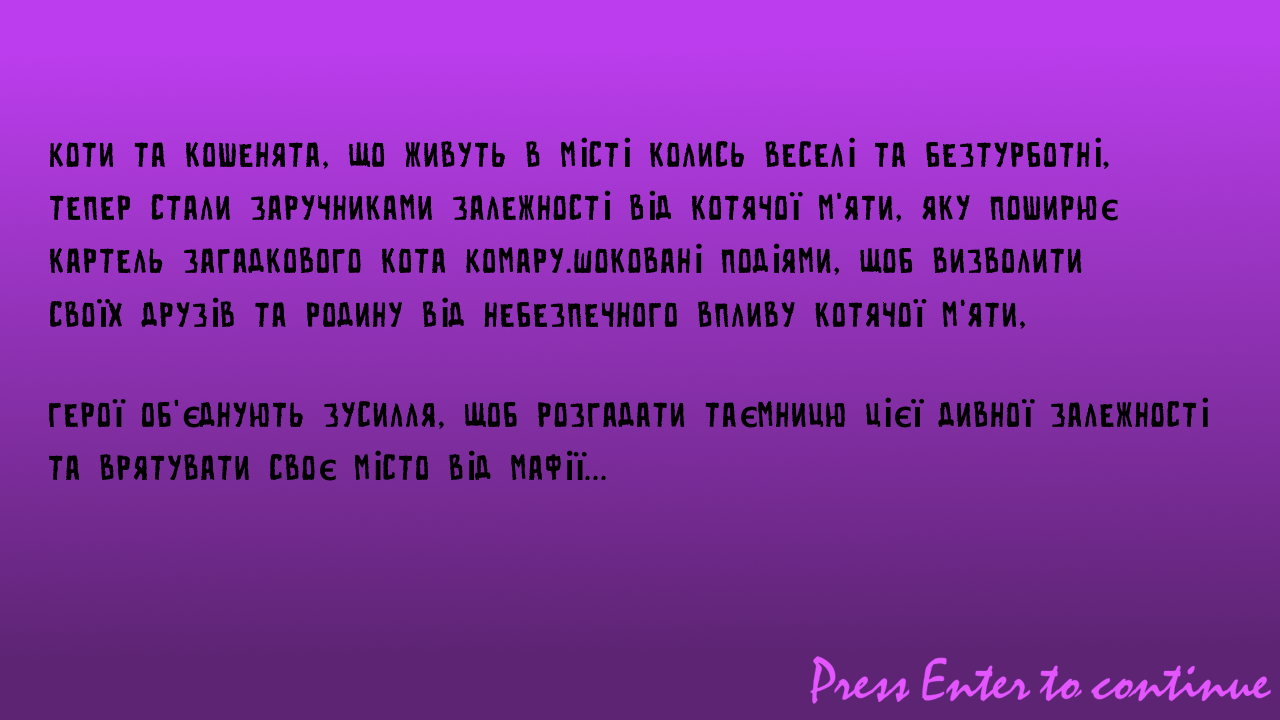 КОТИ ТА КОШЕНЯТА, ЩО ЖИВУТЬ В МІСТІ КОЛИСЬ ВЕСЕЛІ ТА БЕЗТУРБОТНІ,
ТЕПЕР СТАЛИ ЗАРУЧНИКАМИ ЗАЛЕЖНОСТІ ВІД КОТЯЧОЇ М'ЯТИ, ЯКУ ПОШИРЮЄ
КАРТЕЛЬ ЗАГАДКОВОГО КОТА КОМАРУ.ШОКОВАНІ ПОДІЯМИ, ЩОБ ВИЗВОЛИТИ
СВОЇХ ДРУЗІВ ТА РОДИНУ ВІД НЕБЕЗПЕЧНОГО ВПЛИВУ КОТЯЧОЇ М'ЯТИ,
ГЕРОЇ ОБ'ЄДНУЮТЬ ЗУСИЛЛЯ, ЩОБ РОЗГАДАТИ ТАЄМНИЦЮ ЦІЄЇ ДИВНОЇ ЗАЛЕЖНОСТІ
ТА ВРЯТУВАТИ СВОЄ МІСТО ВІД МАФІЇ...
Press Enter to continue